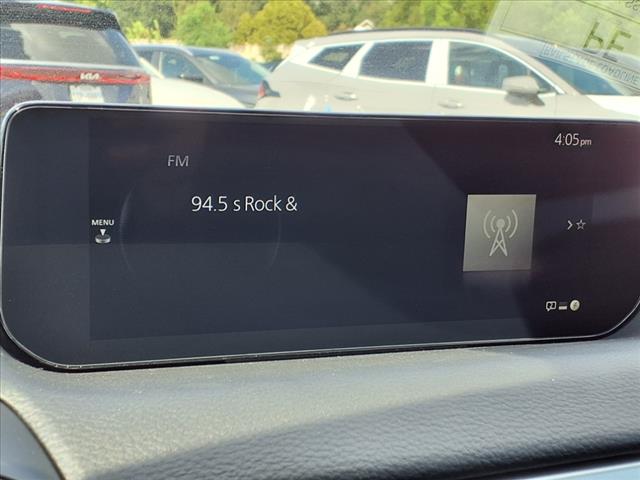 KIA
4:05pm
FM
94.5 s Rock &
MENU